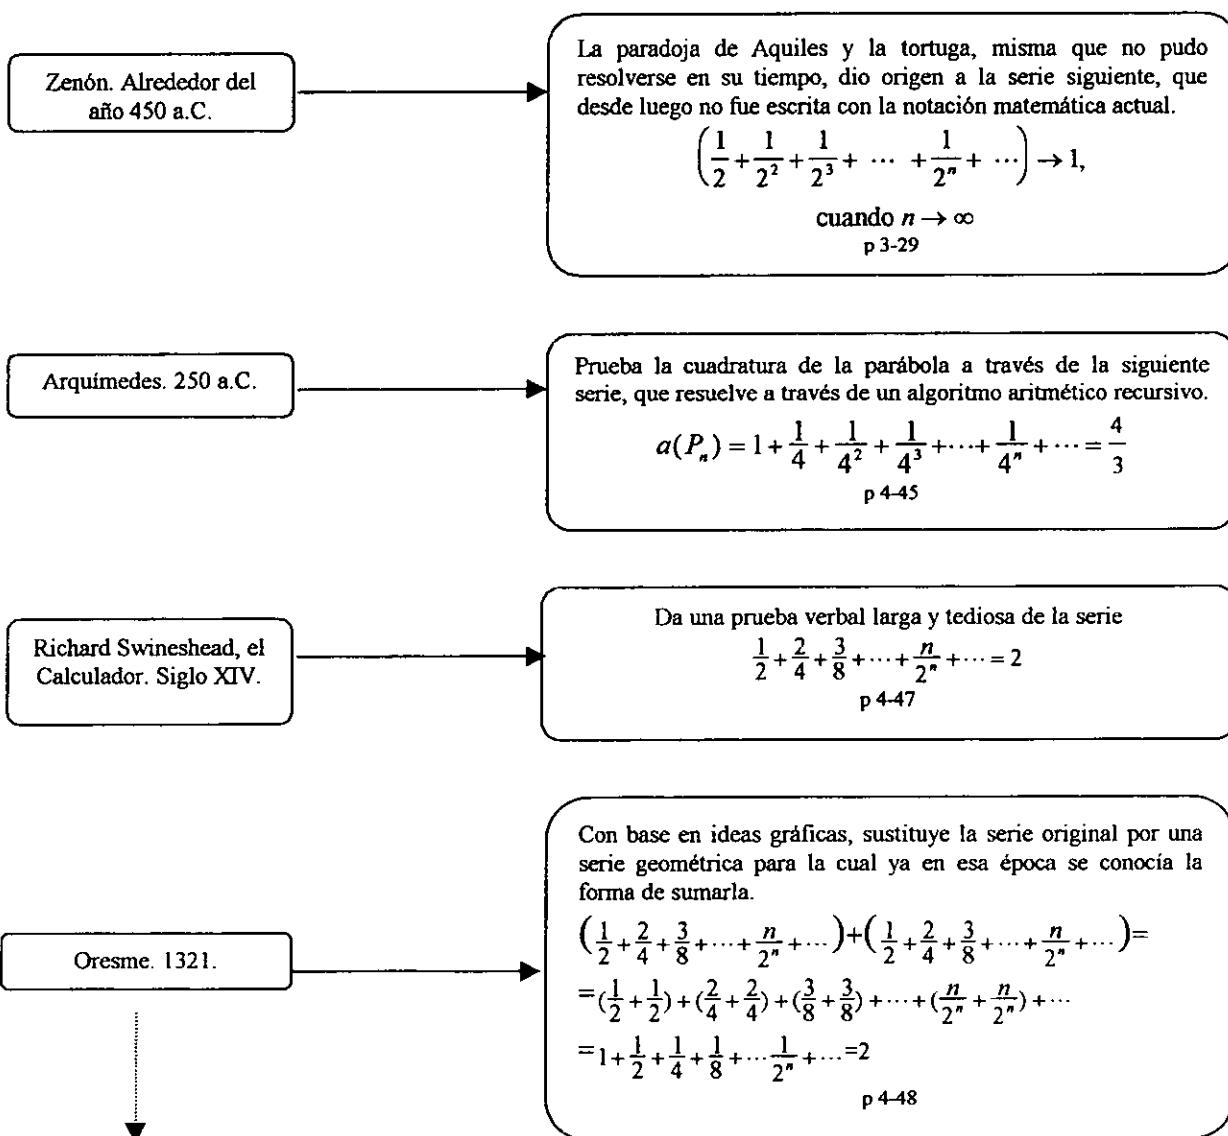 Zenón. Alrededor del
año 450 a.C.
La paradoja de Aquiles y la tortuga, misma que no pudo
resolverse en su tiempo, dio origen a la serie siguiente, que
desde luego no fue escrita con la notación matemática actual.
(1/2 + 1/2² + 1/2³ + ⋯ + 1/2ⁿ + ⋯) → 1,
cuando n → ∞
p 3-29
Arquímedes. 250 a.C.
Prueba la cuadratura de la parábola a través de la siguiente
serie, que resuelve a través de un algoritmo aritmético recursivo.
a(Pₙ) = 1 + 1/4 + 1/4² + 1/4³ + ⋯ + 1/4ⁿ + ⋯ = 4/3
p 4-45
Richard Swineshead, el
Calculador. Siglo XIV.
Da una prueba verbal larga y tediosa de la serie
1/2 + 2/4 + 3/8 + ⋯ + n/2ⁿ + ⋯ = 2
p 4-47
Oresme. 1321.
Con base en ideas gráficas, sustituye la serie original por una
serie geométrica para la cual ya en esa época se conocía la
forma de sumarla.
(1/2 + 2/4 + 3/8 + ⋯ + n/2ⁿ + ⋯) + (1/2 + 2/4 + 3/8 + ⋯ + n/2ⁿ + ⋯) =
= (1/2 + 1/2) + (2/4 + 2/4) + (3/8 + 3/8) + ⋯ + (n/2ⁿ + n/2ⁿ) + ⋯
= 1 + 1/2 + 1/4 + 1/8 + ⋯ 1/2ⁿ + ⋯ = 2
p 4-48